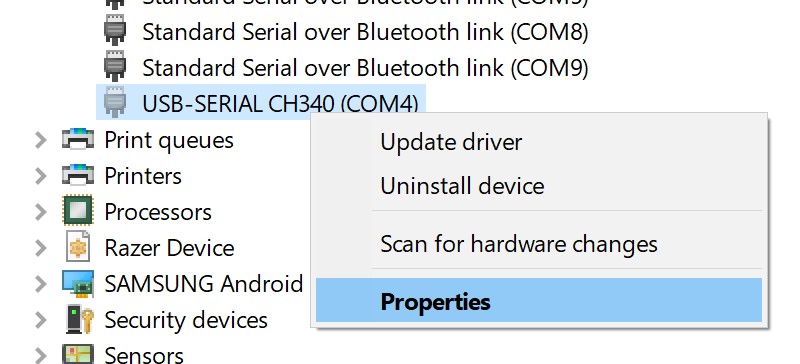 Standard Serial over Bluetooth link (COM5)
Standard Serial over Bluetooth link (COM8)
Standard Serial over Bluetooth link (COM9)
USB-SERIAL CH340 (COM4)
Print queues
Printers
Processors
Razer Device
SAMSUNG Android
Security devices
Sensors
Update driver
Uninstall device
Scan for hardware changes
Properties